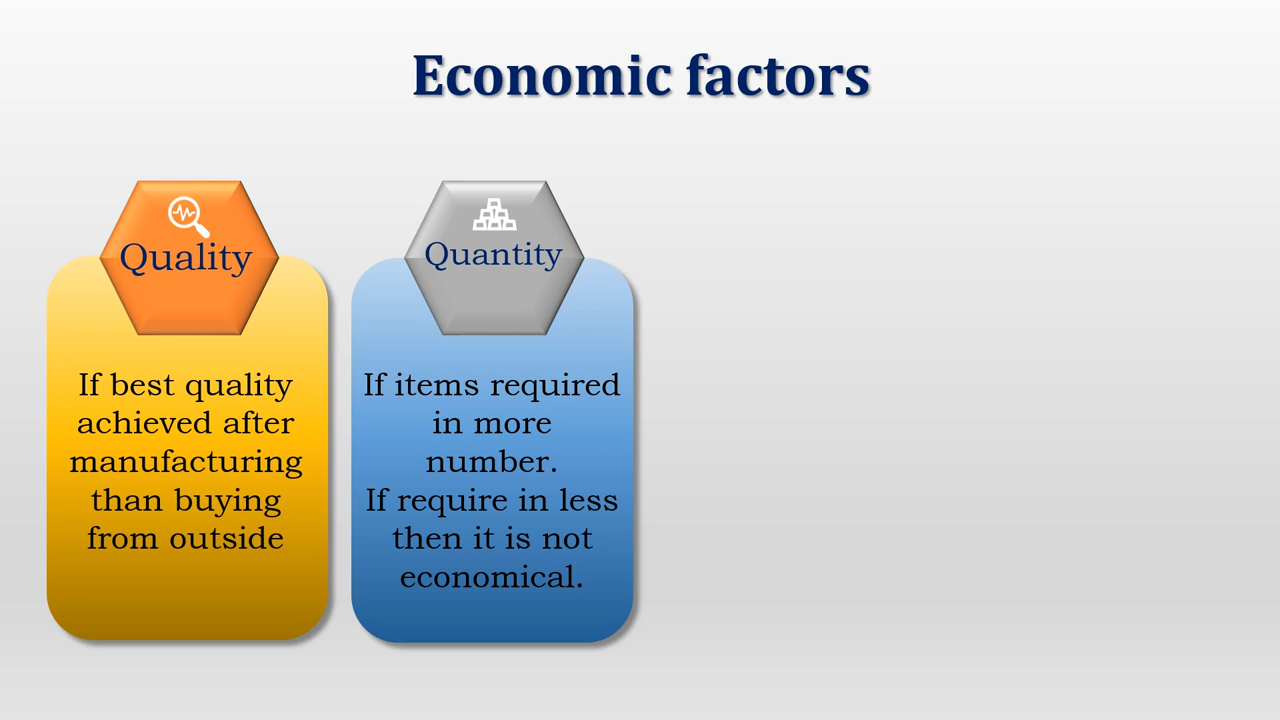 Economic factors
Quality
If best quality
achieved after
manufacturing
than buying
from outside
Quantity
If items required
in more
number.
If require in less
then it is not
economical.